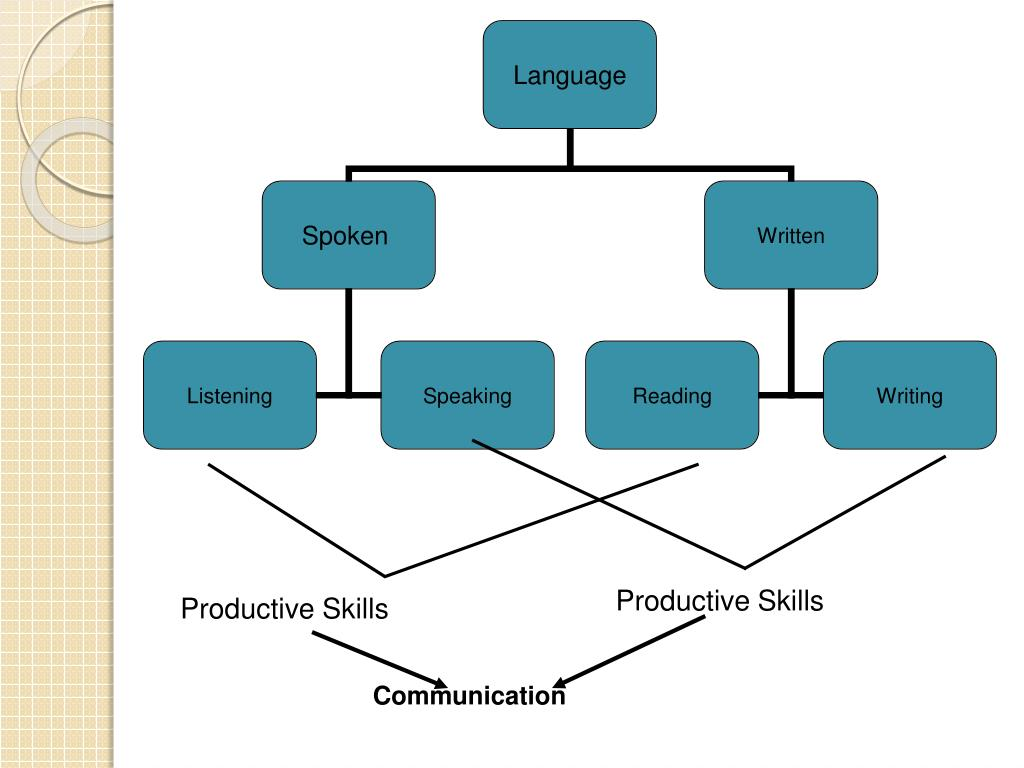 Language
Spoken
Written
Listening
Speaking
Reading
Writing
Productive Skills
Productive Skills
Communication